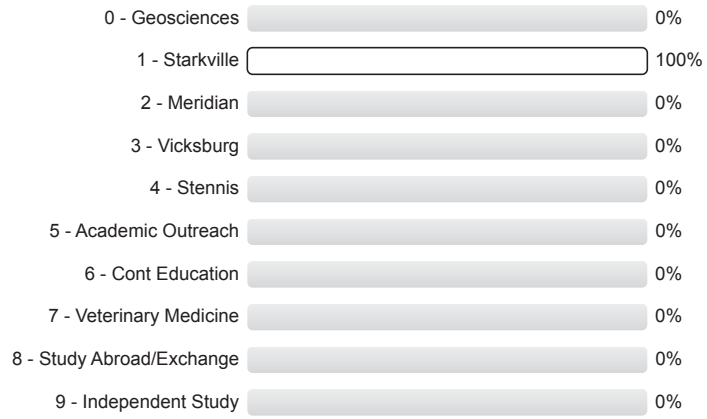 0 - Geosciences 0%
1 - Starkville 100%
2 - Meridian 0%
3 - Vicksburg 0%
4 - Stennis 0%
5 - Academic Outreach 0%
6 - Cont Education 0%
7 - Veterinary Medicine 0%
8 - Study Abroad/Exchange 0%
9 - Independent Study 0%